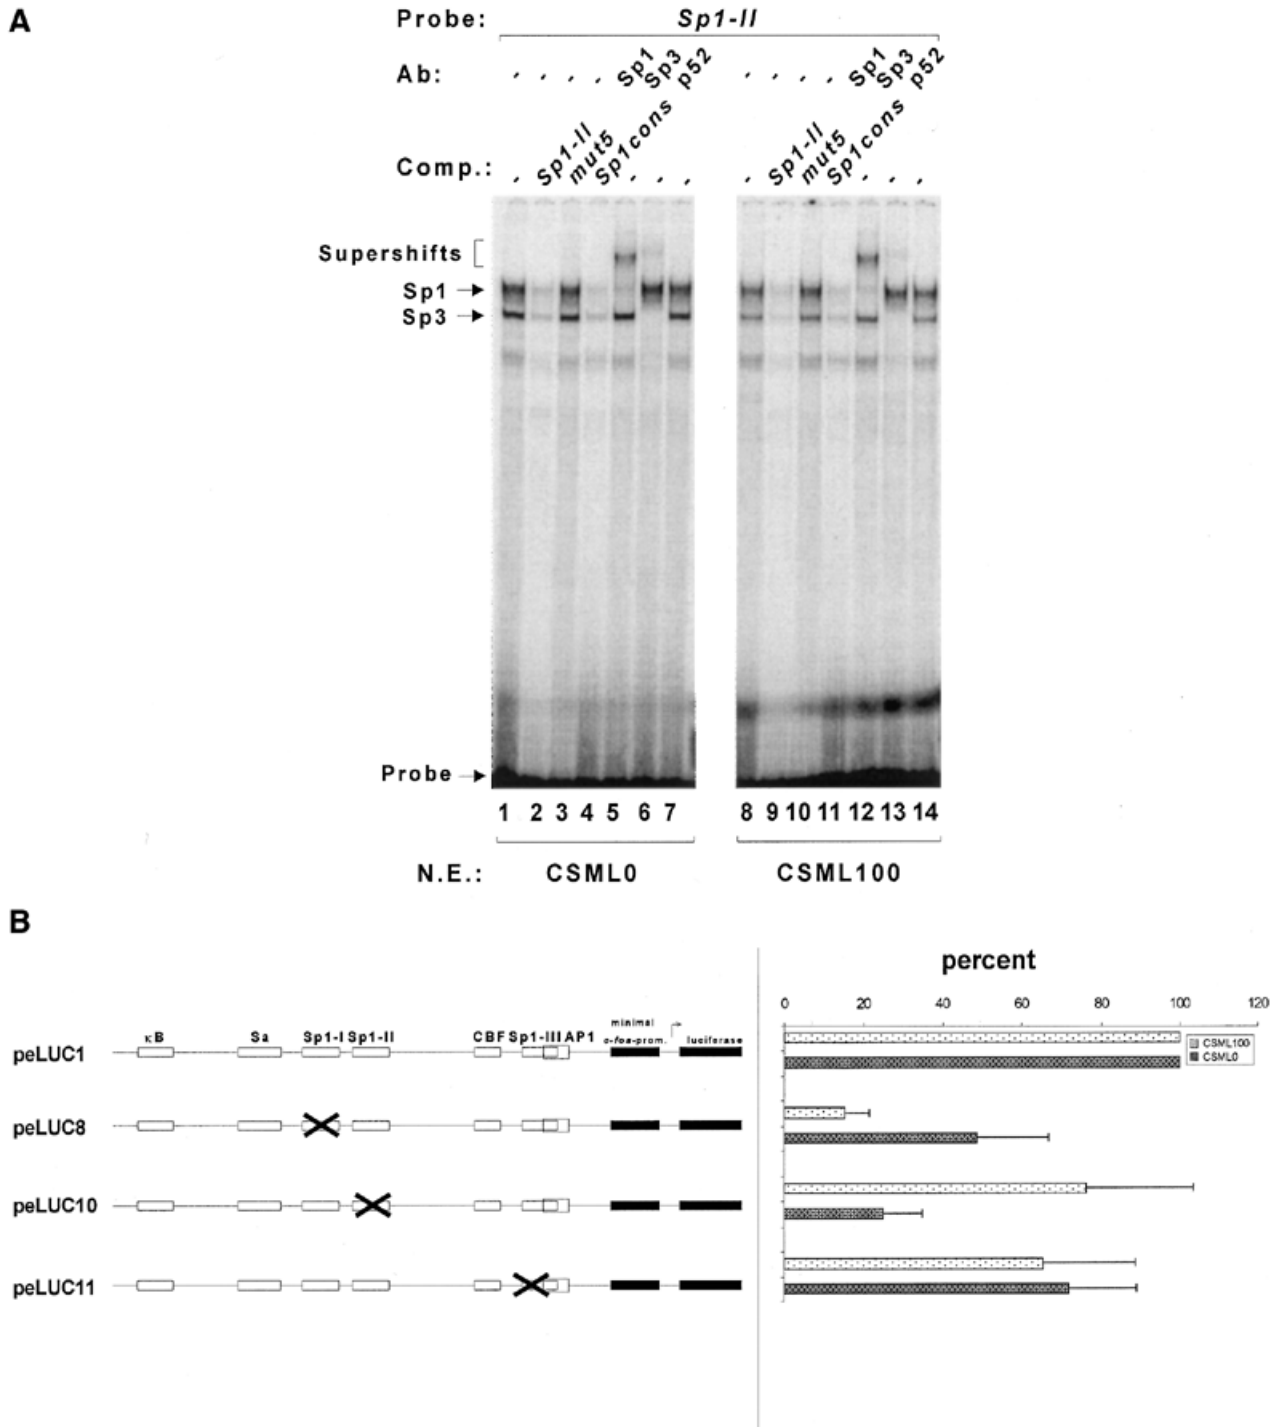 A
Probe: Sp1-II
Ab: - - - - Sp1 Sp3 p52 - - - - Sp1 Sp3 p52
Comp.: - Sp1-II mut5 Sp1cons - - - - Sp1-II mut5 Sp1cons - - -
Supershifts
Sp1
Sp3
Probe
1 2 3 4 5 6 7 8 9 10 11 12 13 14
N.E.: CSML0 CSML100
B
percent
0 20 40 60 80 100 120
κB Sa Sp1-I Sp1-II CBF Sp1-III AP1 minimal
c-fos-prom. luciferase
peLUC1
CSML100
CSML0
peLUC8
peLUC10
peLUC11